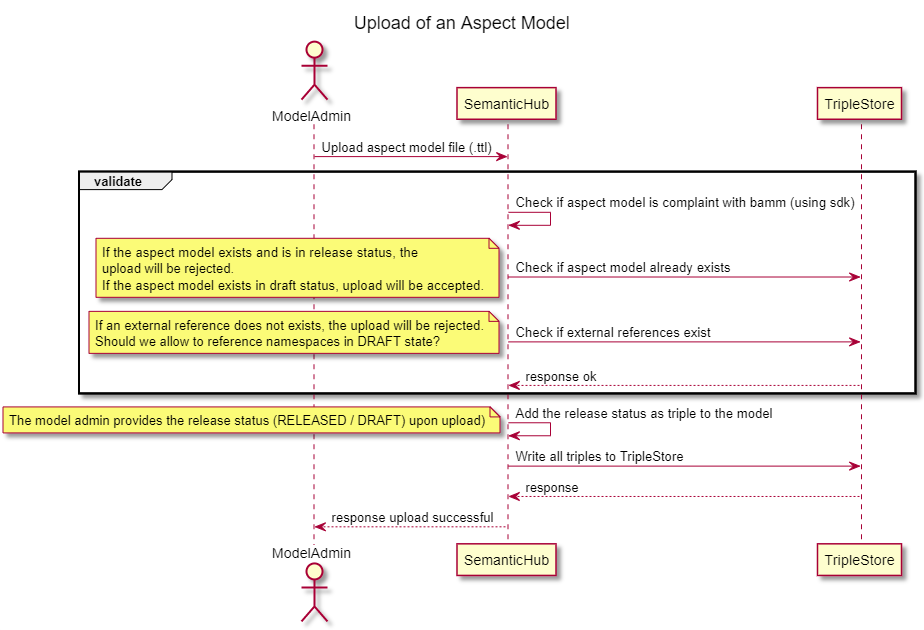 Upload of an Aspect Model
ModelAdmin
SemanticHub
TripleStore
Upload aspect model file (.ttl)
validate
Check if aspect model is complaint with bamm (using sdk)
If the aspect model exists and is in release status, the
upload will be rejected.
If the aspect model exists in draft status, upload will be accepted.
Check if aspect model already exists
If an external reference does not exists, the upload will be rejected.
Should we allow to reference namespaces in DRAFT state?
Check if external references exist
response ok
The model admin provides the release status (RELEASED / DRAFT) upon upload)
Add the release status as triple to the model
Write all triples to TripleStore
response
response upload successful
ModelAdmin
SemanticHub
TripleStore